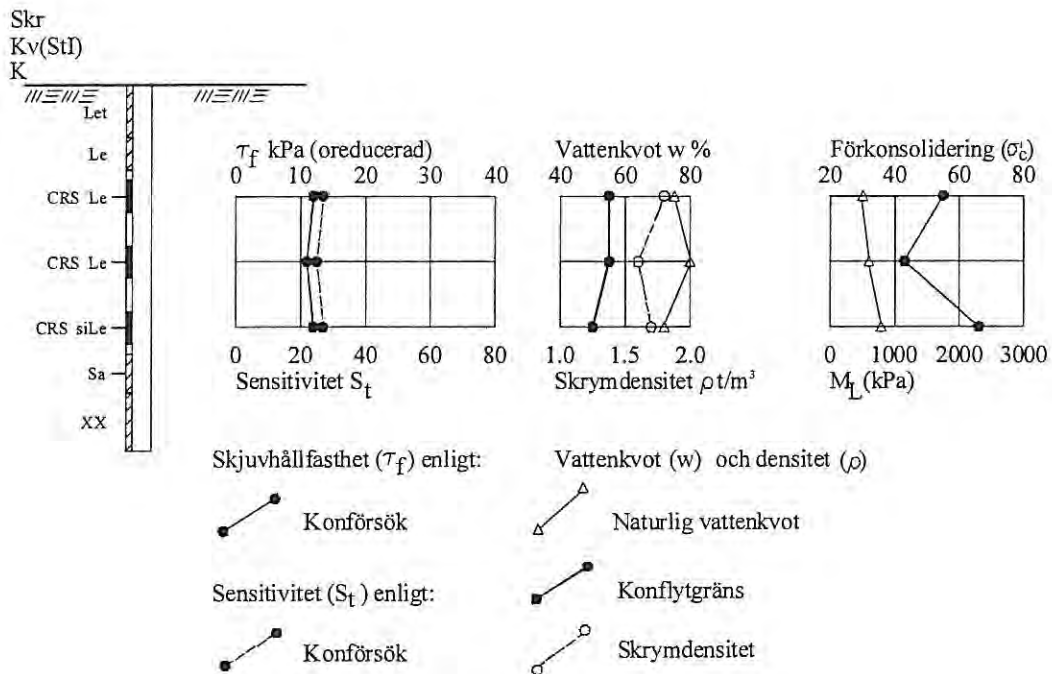 Skr
Kv(StI)
K
Let
Le
CRS Le
CRS Le
CRS siLe
Sa
XX
τf kPa (oreducerad)
0 10 20 30 40
0 20 40 60 80
Sensitivitet St
Vattenkvot w %
40 60 80
1.0 1.5 2.0
Skrymdensitet ρ t/m³
Förkonsolidering (σ'c)
20 40 60 80
0 1000 2000 3000
ML (kPa)
Skjuvhållfasthet (τf) enligt:
Konförsök
Sensitivitet (St) enligt:
Konförsök
Vattenkvot (w) och densitet (ρ)
Naturlig vattenkvot
Konflytgräns
Skrymdensitet